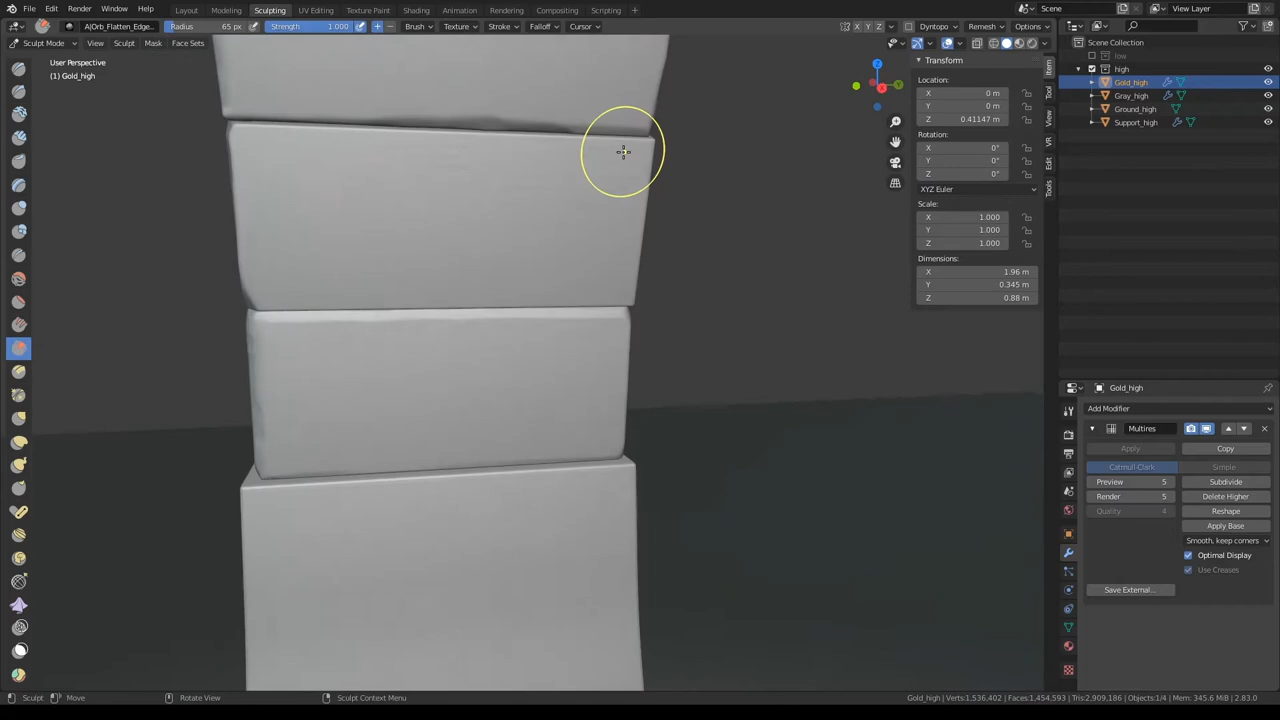 File Edit Render Window Help Layout Modeling Sculpting UV Editing Texture Paint Shading Animation Rendering Compositing Scripting + Scene View Layer
A|Orb_Flatten_Edge... Radius 65 px Strength 1.000 + − Brush Texture Stroke Falloff Cursor X Y Z Dyntopo Remesh Options
Sculpt Mode View Sculpt Mask Face Sets
User Perspective
(1) Gold_high
Z
Y
X
Transform
Location:
X 0 m
Y 0 m
Z 0.41147 m
Rotation:
X 0°
Y 0°
Z 0°
XYZ Euler
Scale:
X 1.000
Y 1.000
Z 1.000
Dimensions:
X 1.96 m
Y 0.345 m
Z 0.88 m
Item
Tool
View
VR
Edit
Tools
Scene Collection
low
high
Gold_high
Gray_high
Ground_high
Support_high
Gold_high
Add Modifier
Multires
Apply Copy
Catmull-Clark Simple
Preview 5 Subdivide
Render 5 Delete Higher
Quality 4 Reshape
Apply Base
Smooth, keep corners
Optimal Display
Use Creases
Save External...
Sculpt Move Rotate View Sculpt Context Menu Gold_high | Verts:1,536,402 | Faces:1,454,593 | Tris:2,909,186 | Objects:1/4 | Mem: 345.6 MiB | 2.83.0